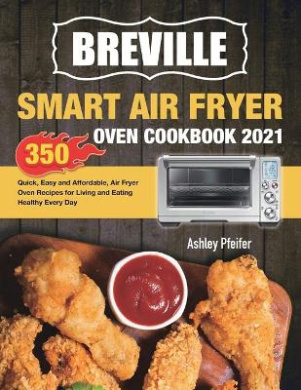 BREVILLE
SMART AIR FRYER
OVEN COOKBOOK 2021
350
Quick, Easy and Affordable, Air Fryer
Oven Recipes for Living and Eating
Healthy Every Day
Ashley Pfeifer